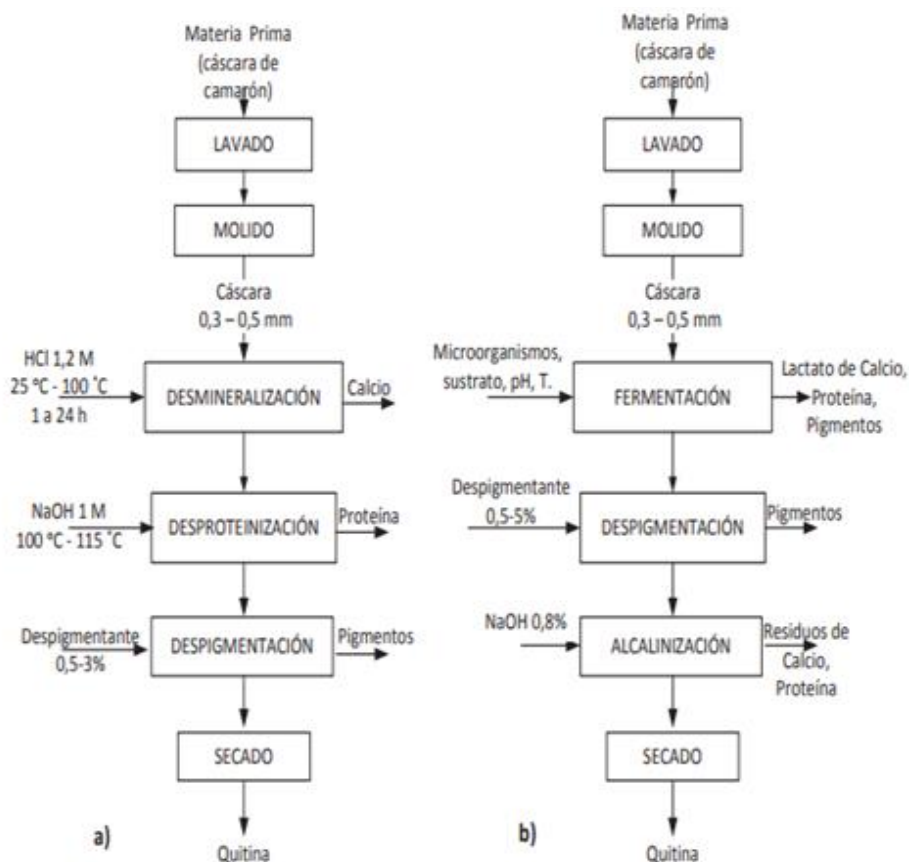 Materia Prima
(cáscara de
camarón)
LAVADO
MOLIDO
Cáscara
0,3 – 0,5 mm
HCl 1,2 M
25 ºC - 100 ˚C
1 a 24 h
DESMINERALIZACIÓN
Calcio
NaOH 1 M
100 ºC - 115 ˚C
DESPROTEINIZACIÓN
Proteína
Despigmentante
0,5-3%
DESPIGMENTACIÓN
Pigmentos
SECADO
a)
Quitina
Materia Prima
(cáscara de
camarón)
LAVADO
MOLIDO
Cáscara
0,3 – 0,5 mm
Microorganismos,
sustrato, pH, T.
FERMENTACIÓN
Lactato de Calcio,
Proteína,
Pigmentos
Despigmentante
0,5-5%
DESPIGMENTACIÓN
Pigmentos
NaOH 0,8%
ALCALINIZACIÓN
Residuos de
Calcio,
Proteína
SECADO
b)
Quitina